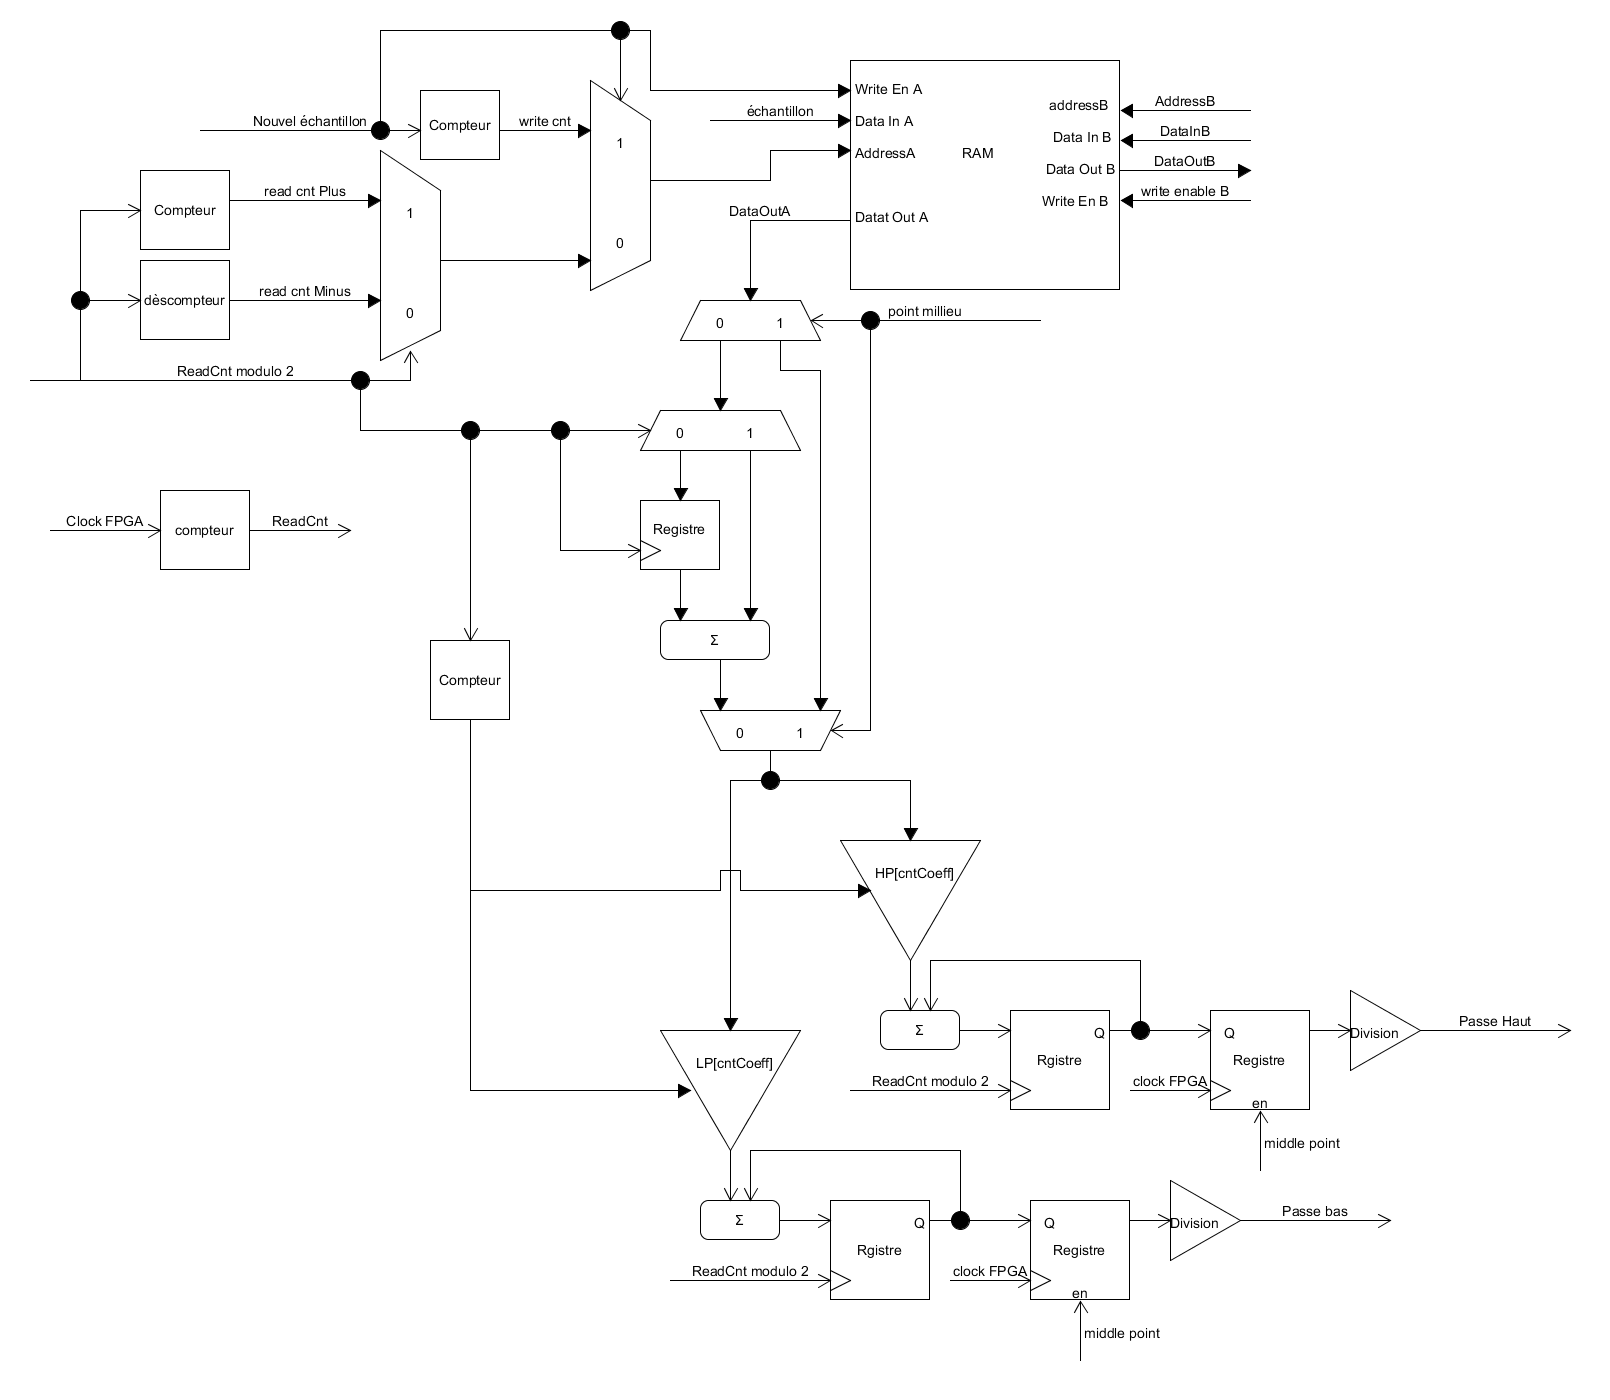 Nouvel échantillon
Compteur
write cnt
1
0
échantillon
Write En A
Data In A
AddressA
RAM
Datat Out A
addressB
Data In B
Data Out B
Write En B
AddressB
DataInB
DataOutB
write enable B
Compteur
read cnt Plus
1
dèscompteur
read cnt Minus
0
ReadCnt modulo 2
DataOutA
0 1
point millieu
0 1
Clock FPGA
compteur
ReadCnt
Registre
Σ
Compteur
0 1
HP[cntCoeff]
LP[cntCoeff]
Σ
Q
Rgistre
ReadCnt modulo 2
Q
Registre
clock FPGA
en
middle point
Division
Passe Haut
Σ
Q
Rgistre
ReadCnt modulo 2
Q
Registre
clock FPGA
en
middle point
Division
Passe bas